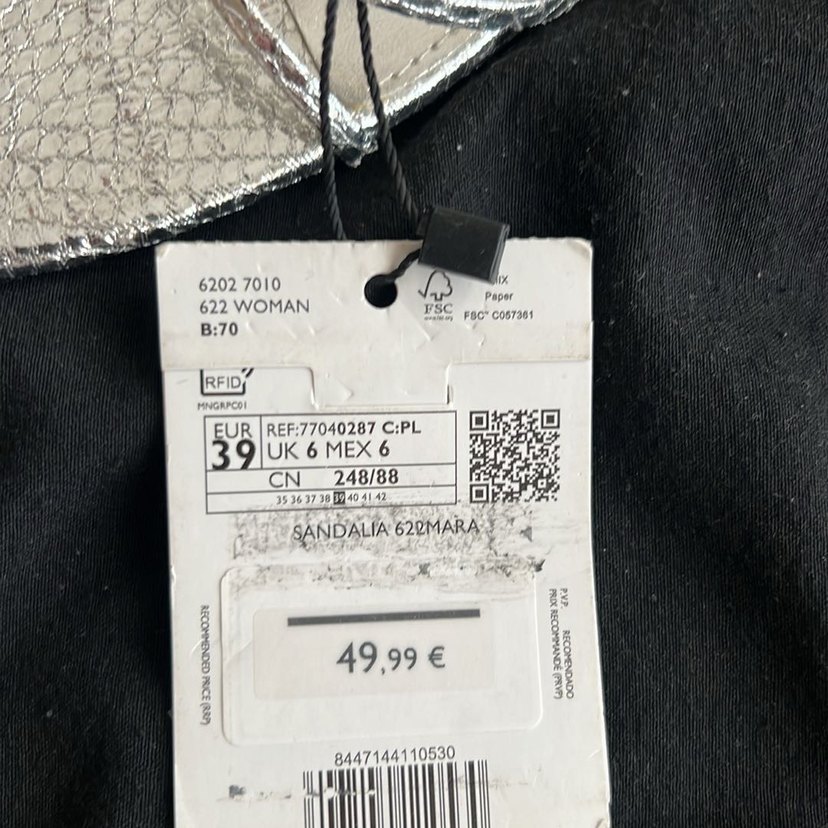 6202 7010
622 WOMAN
B:70
FSC
Paper
FSC™ C057361
RFID
MNGRPC01
EUR
39
REF:77040287 C:PL
UK 6 MEX 6
CN 248/88
35 36 37 38 39 40 41 42
SANDALIA 622MARA
RECOMMENDED PRICE (RRP)
49,99 €
P.V.P. RECOMENDADO
PRIX RECOMMANDÉ (PRVP)
8447144110530